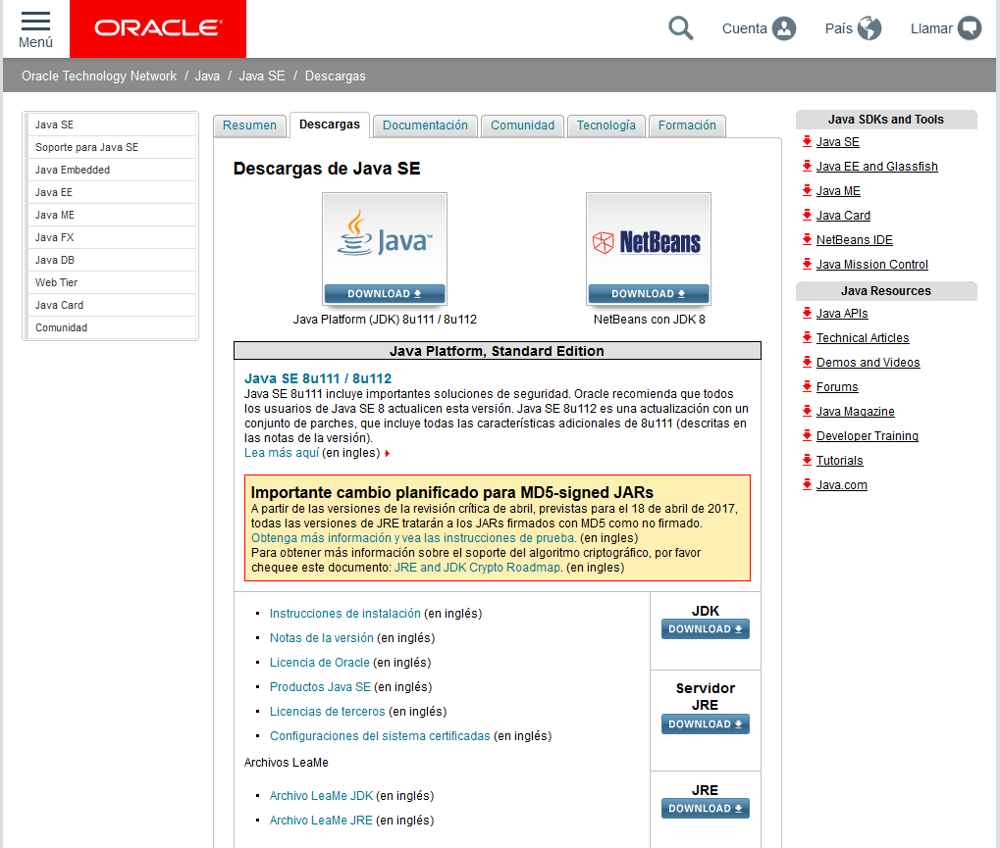 Menú
ORACLE
Cuenta
País
Llamar
Oracle Technology Network / Java / Java SE / Descargas
Java SE
Soporte para Java SE
Java Embedded
Java EE
Java ME
Java FX
Java DB
Web Tier
Java Card
Comunidad
Resumen
Descargas
Documentación
Comunidad
Tecnología
Formación
Descargas de Java SE
Java™
DOWNLOAD
Java Platform (JDK) 8u111 / 8u112
NetBeans
DOWNLOAD
NetBeans con JDK 8
Java Platform, Standard Edition
Java SE 8u111 / 8u112
Java SE 8u111 incluye importantes soluciones de seguridad. Oracle recomienda que todos
los usuarios de Java SE 8 actualicen esta versión. Java SE 8u112 es una actualización con un
conjunto de parches, que incluye todas las características adicionales de 8u111 (descritas en
las notas de la versión).
Lea más aquí (en ingles)
Importante cambio planificado para MD5-signed JARs
A partir de las versiones de la revisión crítica de abril, previstas para el 18 de abril de 2017,
todas las versiones de JRE tratarán a los JARs firmados con MD5 como no firmado.
Obtenga más información y vea las instrucciones de prueba. (en ingles)
Para obtener más información sobre el soporte del algoritmo criptográfico, por favor
chequee este documento: JRE and JDK Crypto Roadmap. (en ingles)
Instrucciones de instalación (en inglés)
Notas de la versión (en inglés)
Licencia de Oracle (en inglés)
Productos Java SE (en inglés)
Licencias de terceros (en inglés)
Configuraciones del sistema certificadas (en inglés)
Archivos LeaMe
Archivo LeaMe JDK (en inglés)
Archivo LeaMe JRE (en inglés)
JDK
DOWNLOAD
Servidor
JRE
DOWNLOAD
JRE
DOWNLOAD
Java SDKs and Tools
Java SE
Java EE and Glassfish
Java ME
Java Card
NetBeans IDE
Java Mission Control
Java Resources
Java APIs
Technical Articles
Demos and Videos
Forums
Java Magazine
Developer Training
Tutorials
Java.com